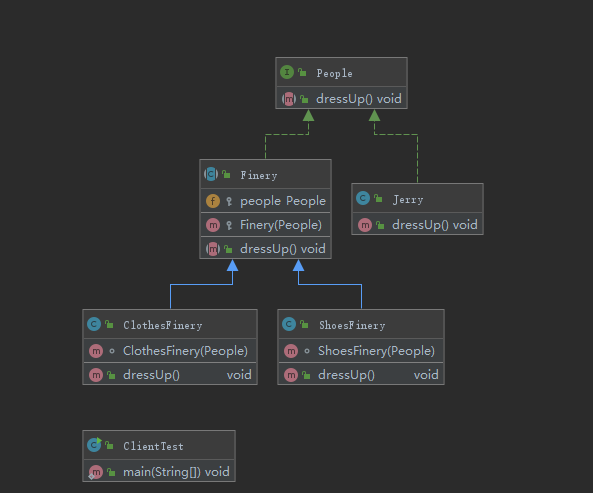 People
dressUp() void
Finery
people People
Finery(People)
dressUp() void
Jerry
dressUp() void
ClothesFinery
ClothesFinery(People)
dressUp() void
ShoesFinery
ShoesFinery(People)
dressUp() void
ClientTest
main(String[]) void